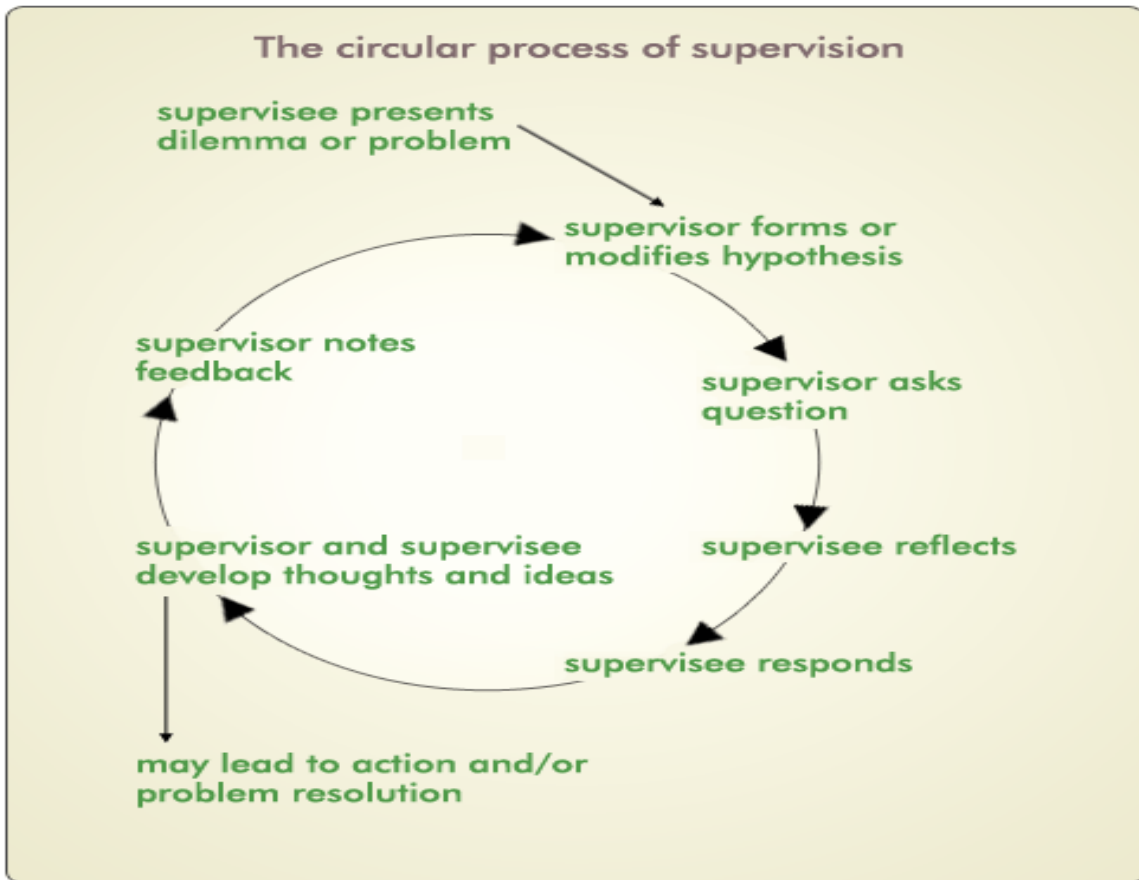 The circular process of supervision
supervisee presents
dilemma or problem
supervisor forms or
modifies hypothesis
supervisor asks
question
supervisee reflects
supervisee responds
supervisor and supervisee
develop thoughts and ideas
supervisor notes
feedback
may lead to action and/or
problem resolution